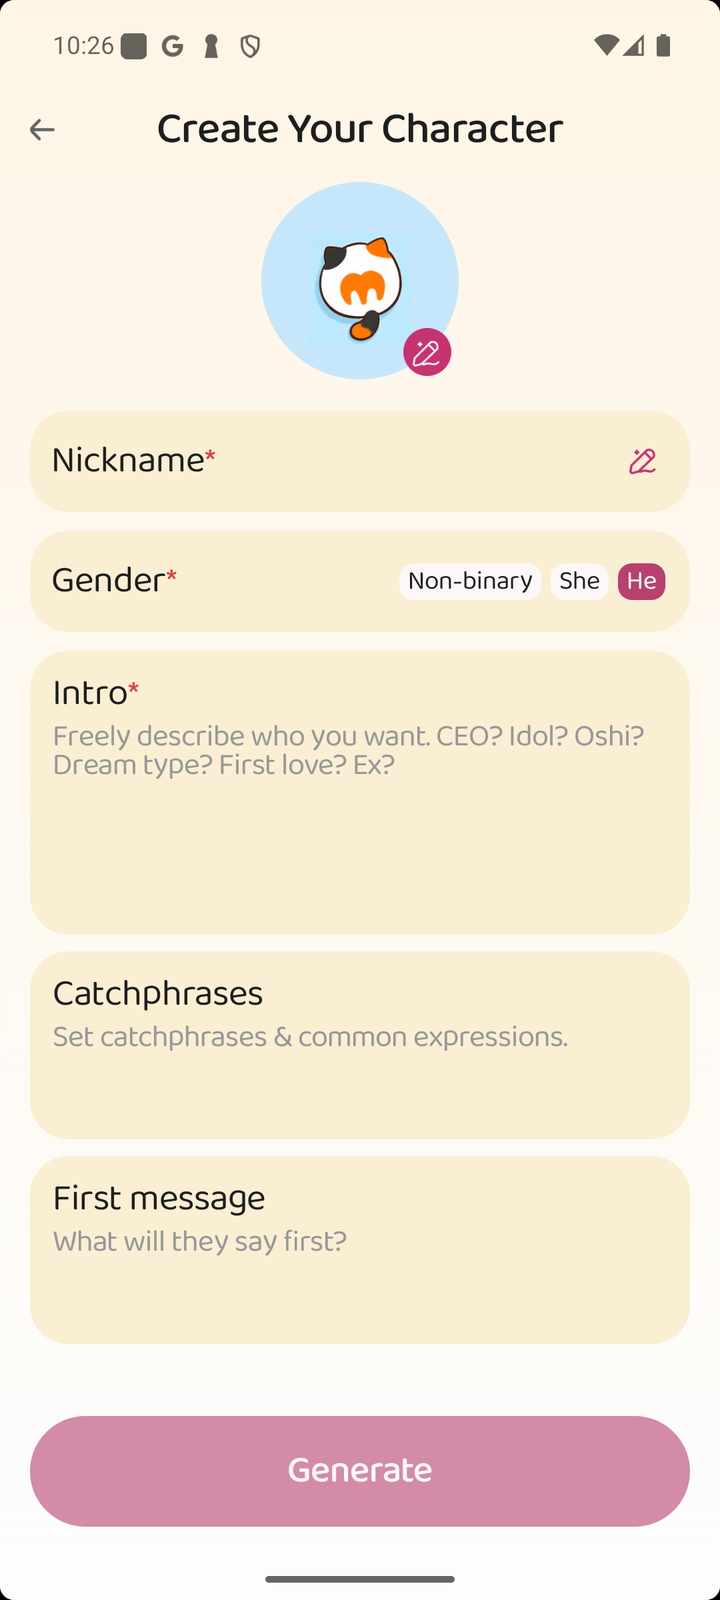 10:26
Create Your Character
Nickname*
Gender*
Non-binary
She
He
Intro*
Freely describe who you want. CEO? Idol? Oshi?
Dream type? First love? Ex?
Catchphrases
Set catchphrases & common expressions.
First message
What will they say first?
Generate